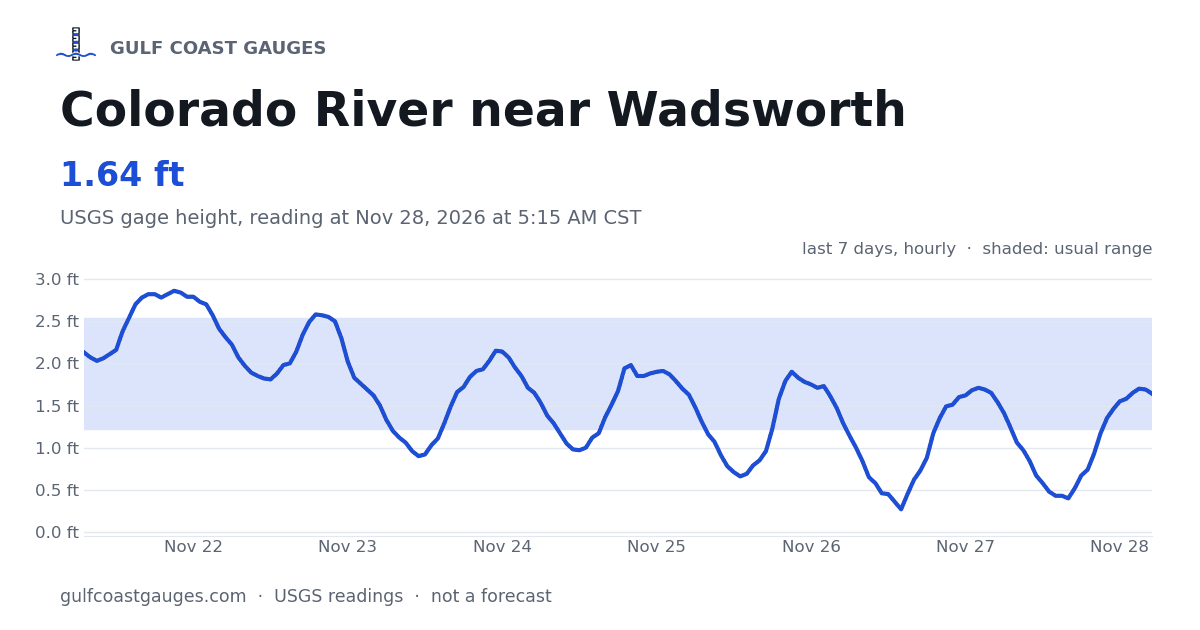 GULF COAST GAUGES
Colorado River near Wadsworth
1.64 ft
USGS gage height, reading at Nov 28, 2026 at 5:15 AM CST
last 7 days, hourly · shaded: usual range
3.0 ft
2.5 ft
2.0 ft
1.5 ft
1.0 ft
0.5 ft
0.0 ft
Nov 22 Nov 23 Nov 24 Nov 25 Nov 26 Nov 27 Nov 28
gulfcoastgauges.com · USGS readings · not a forecast